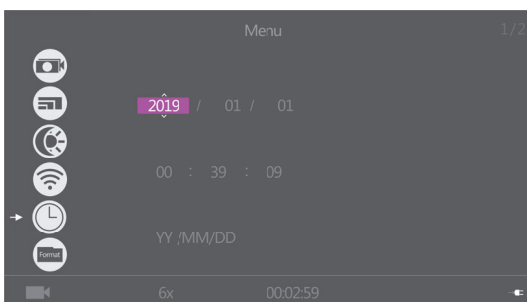 Menu
1/2
2019 / 01 / 01
00 : 39 : 09
YY /MM/DD
Format
6x
00:02:59